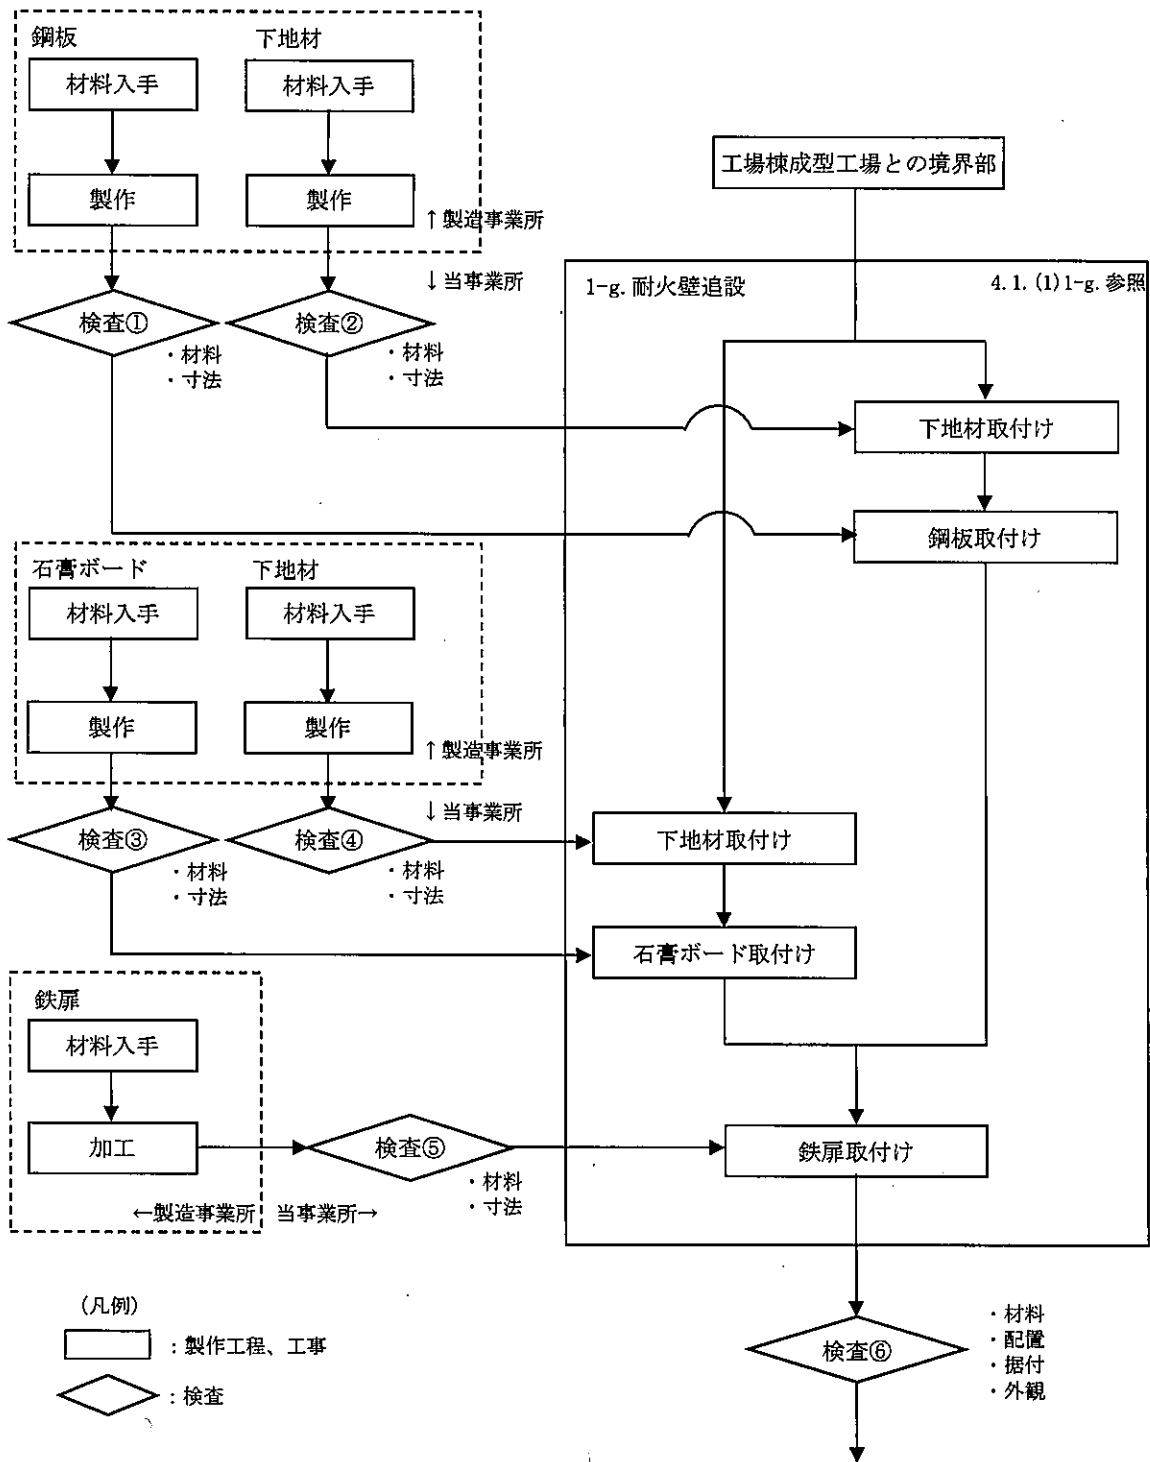 鋼板
下地材
材料入手
材料入手
製作
製作
↑製造事業所
↓当事業所
検査①
・材料
・寸法
検査②
・材料
・寸法
工場棟成型工場との境界部
1-g. 耐火壁追設
4.1.(1)1-g. 参照
下地材取付け
鋼板取付け
石膏ボード
下地材
材料入手
材料入手
製作
製作
↑製造事業所
↓当事業所
検査③
・材料
・寸法
検査④
・材料
・寸法
下地材取付け
石膏ボード取付け
鉄扉
材料入手
加工
検査⑤
・材料
・寸法
←製造事業所 当事業所→
鉄扉取付け
検査⑥
・材料
・配置
・据付
・外観
(凡例)
：製作工程、工事
：検査